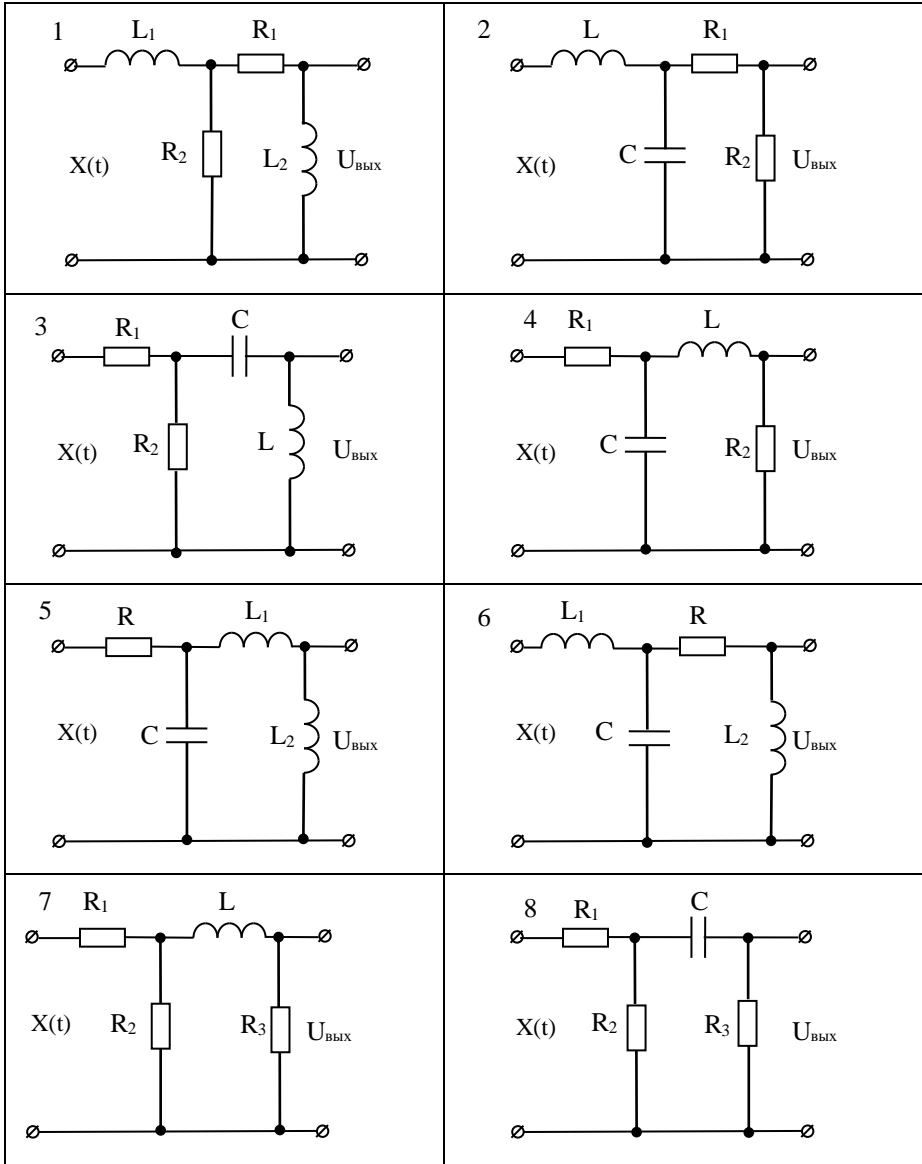 1 L₁ R₁
X(t) R₂ L₂ Uвых
2 L R₁
X(t) C R₂ Uвых
3 R₁ C
X(t) R₂ L Uвых
4 R₁ L
X(t) C R₂ Uвых
5 R L₁
X(t) C L₂ Uвых
6 L₁ R
X(t) C L₂ Uвых
7 R₁ L
X(t) R₂ R₃ Uвых
8 R₁ C
X(t) R₂ R₃ Uвых